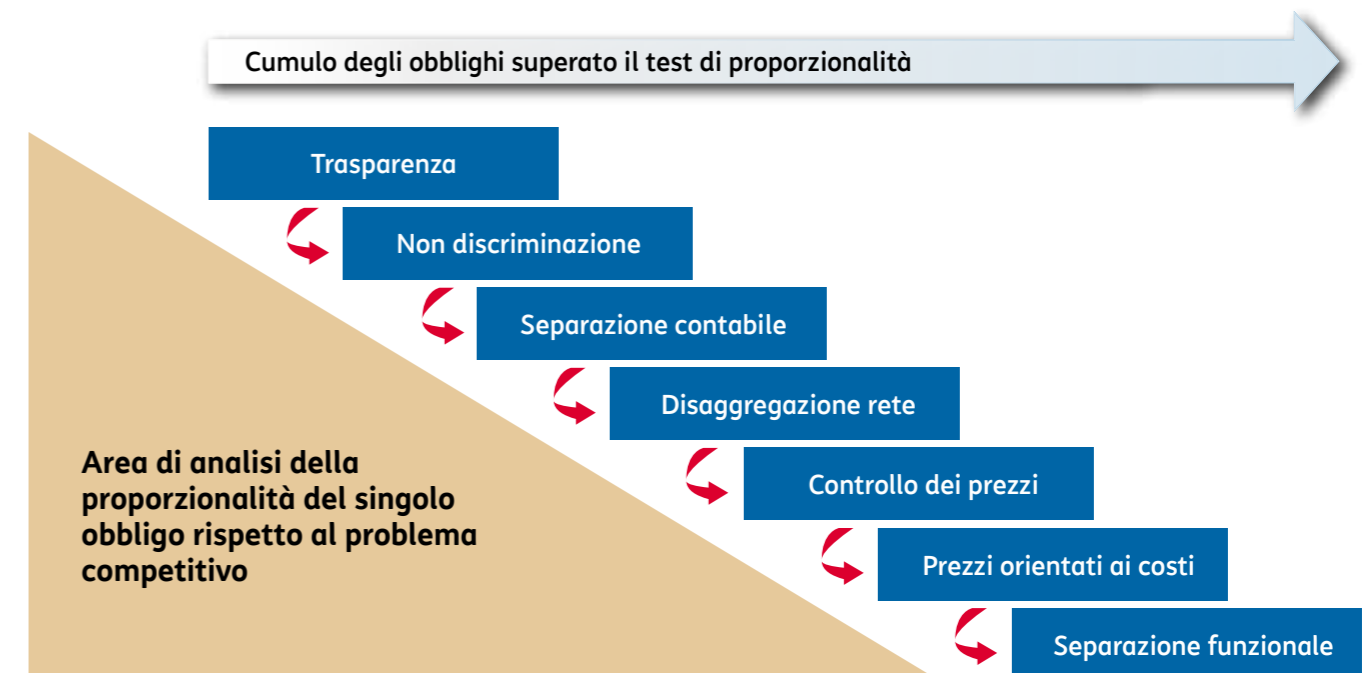 Cumulo degli obblighi superato il test di proporzionalità
Trasparenza
Non discriminazione
Separazione contabile
Disaggregazione rete
Controllo dei prezzi
Prezzi orientati ai costi
Separazione funzionale
Area di analisi della
proporzionalità del singolo
obbligo rispetto al problema
competitivo